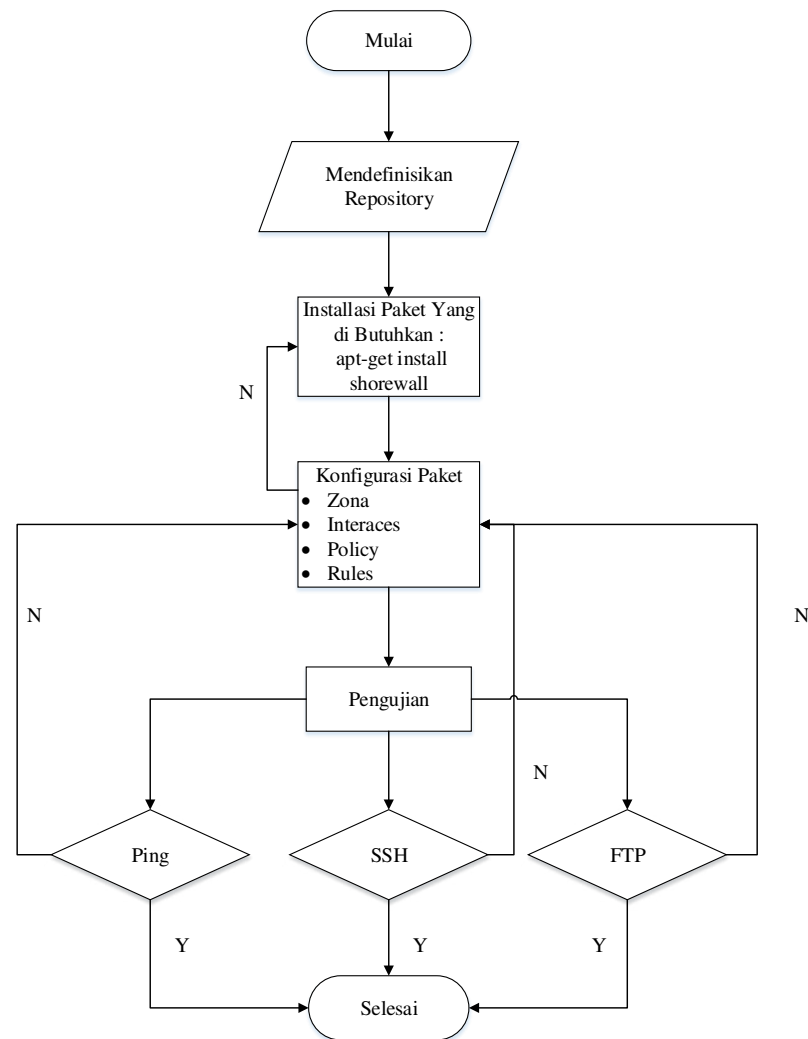 Mulai
Mendefinisikan
Repository
Installasi Paket Yang
di Butuhkan :
apt-get install
shorewall
N
Konfigurasi Paket
• Zona
• Interaces
• Policy
• Rules
N
N
Pengujian
N
Ping
SSH
FTP
Y
Y
Y
Selesai